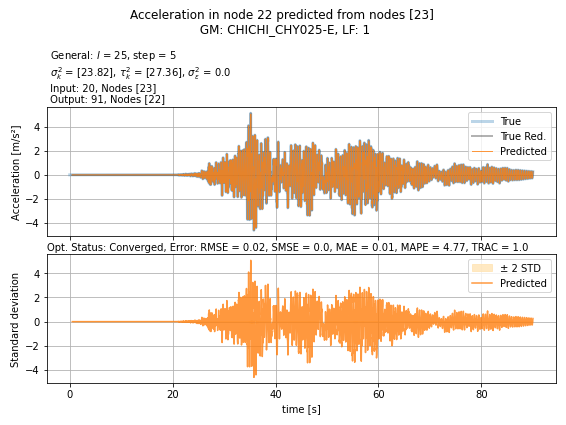 Acceleration in node 22 predicted from nodes [23]
GM: CHICHI_CHY025-E, LF: 1
General: l = 25, step = 5
σ²ₖ = [23.82], τ²ₖ = [27.36], σ²ε = 0.0
Input: 20, Nodes [23]
Output: 91, Nodes [22]
Acceleration [m/s²]
4
2
0
−2
−4
True
True Red.
Predicted
Opt. Status: Converged, Error: RMSE = 0.02, SMSE = 0.0, MAE = 0.01, MAPE = 4.77, TRAC = 1.0
Standard deviation
4
2
0
−2
−4
± 2 STD
Predicted
0 20 40 60 80
time [s]